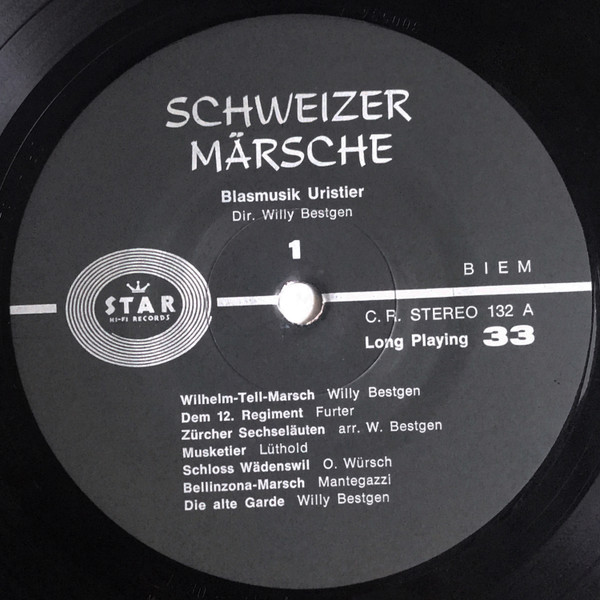 SCHWEIZER
MÄRSCHE
Blasmusik Uristier
Dir. Willy Bestgen
1
BIEM
STAR
HI-FI RECORDS
C. R. STEREO 132 A
Long Playing 33
Wilhelm-Tell-Marsch Willy Bestgen
Dem 12. Regiment Furter
Zürcher Sechseläuten arr. W. Bestgen
Musketier Lüthold
Schloss Wädenswil O. Würsch
Bellinzona-Marsch Mantegazzi
Die alte Garde Willy Bestgen